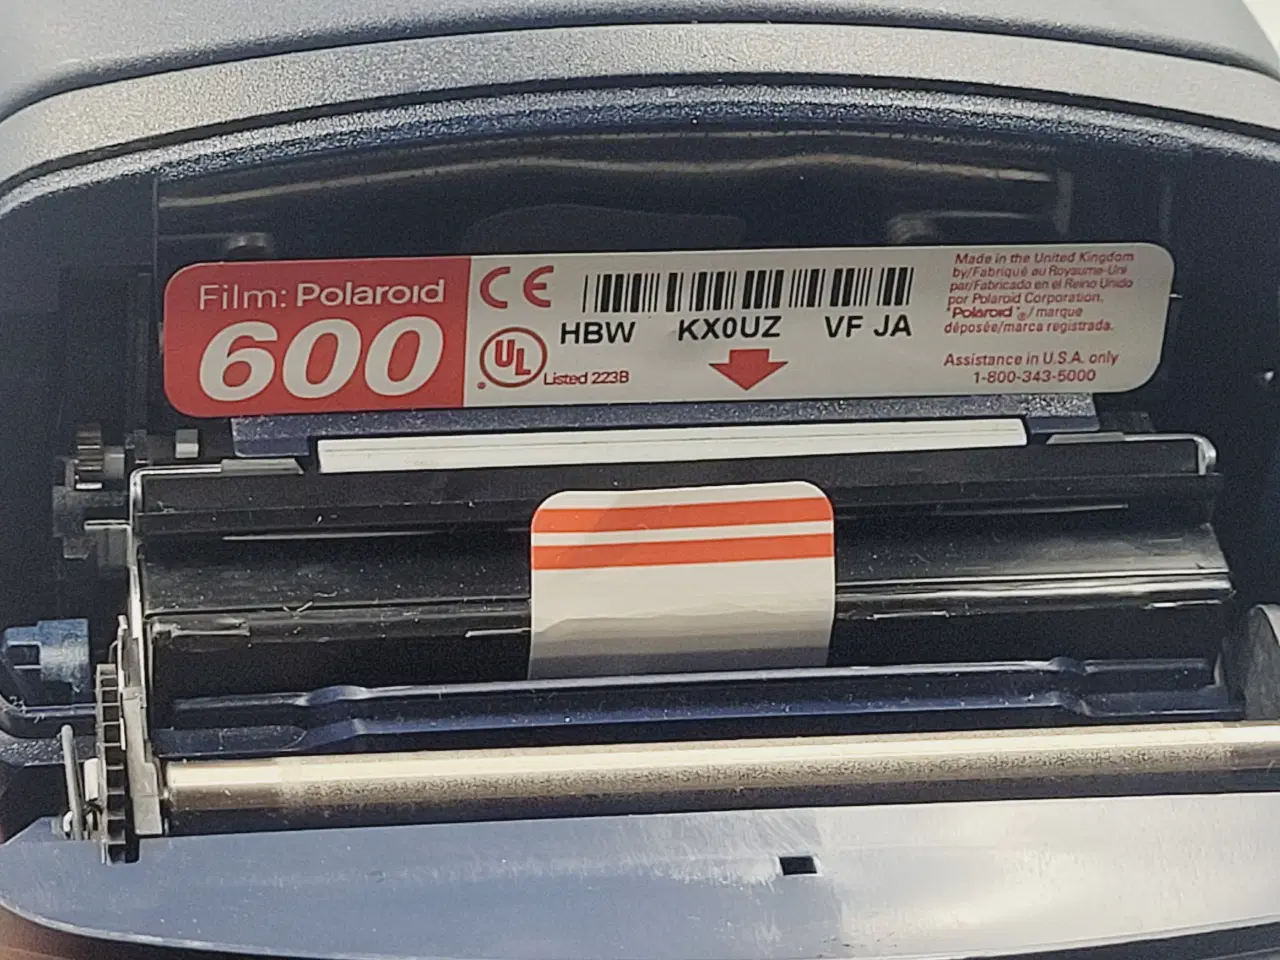 Film: Polaroid
600
CE
UL
®
Listed 223B
HBW KX0UZ VF JA
Made in the United Kingdom
by/Fabriqué au Royaume-Uni
par/Fabricado en el Reino Unido
por Polaroid Corporation.
"Polaroid"®/marque
déposée/marca registrada.
Assistance in U.S.A. only
1-800-343-5000